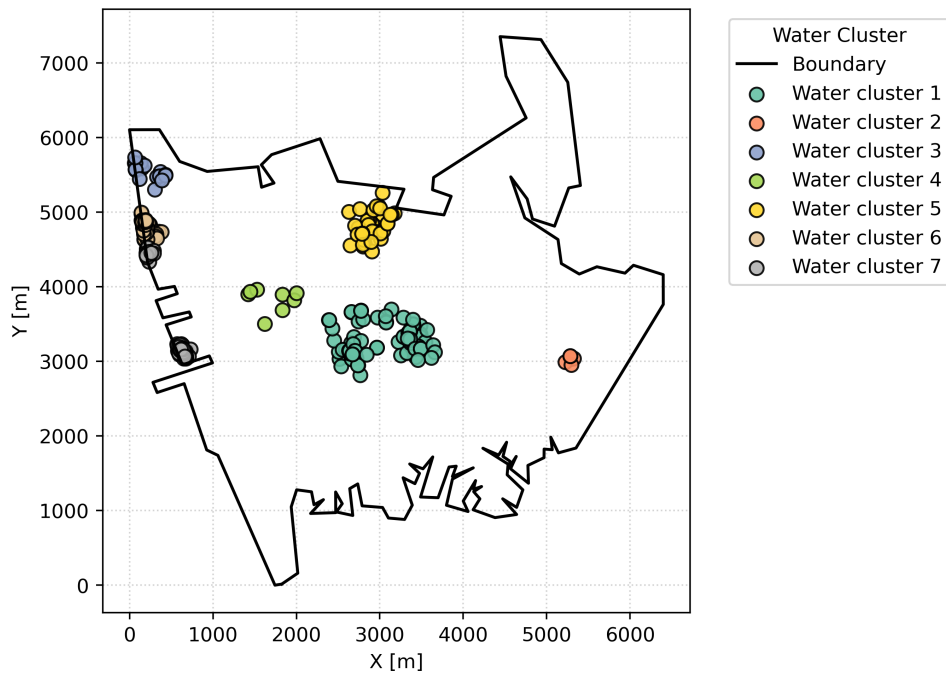 Water Cluster
Boundary
Water cluster 1
Water cluster 2
Water cluster 3
Water cluster 4
Water cluster 5
Water cluster 6
Water cluster 7
Y [m]
7000
6000
5000
4000
3000
2000
1000
0
0 1000 2000 3000 4000 5000 6000
X [m]